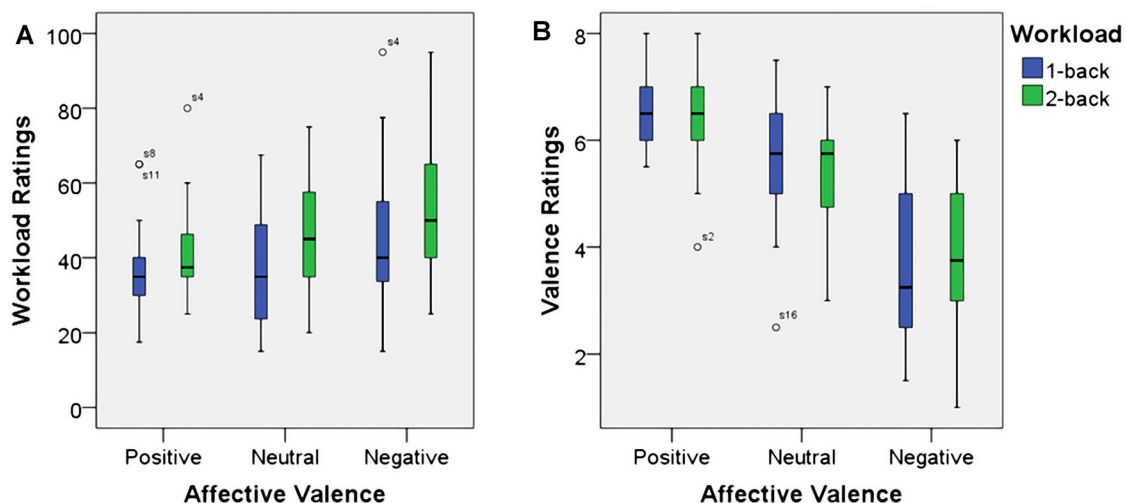 A
Workload Ratings
100
80
60
40
20
0
s8
s11
s4
s4
Positive Neutral Negative
Affective Valence
B
Valence Ratings
8
6
4
2
s2
s16
Positive Neutral Negative
Affective Valence
Workload
1-back
2-back